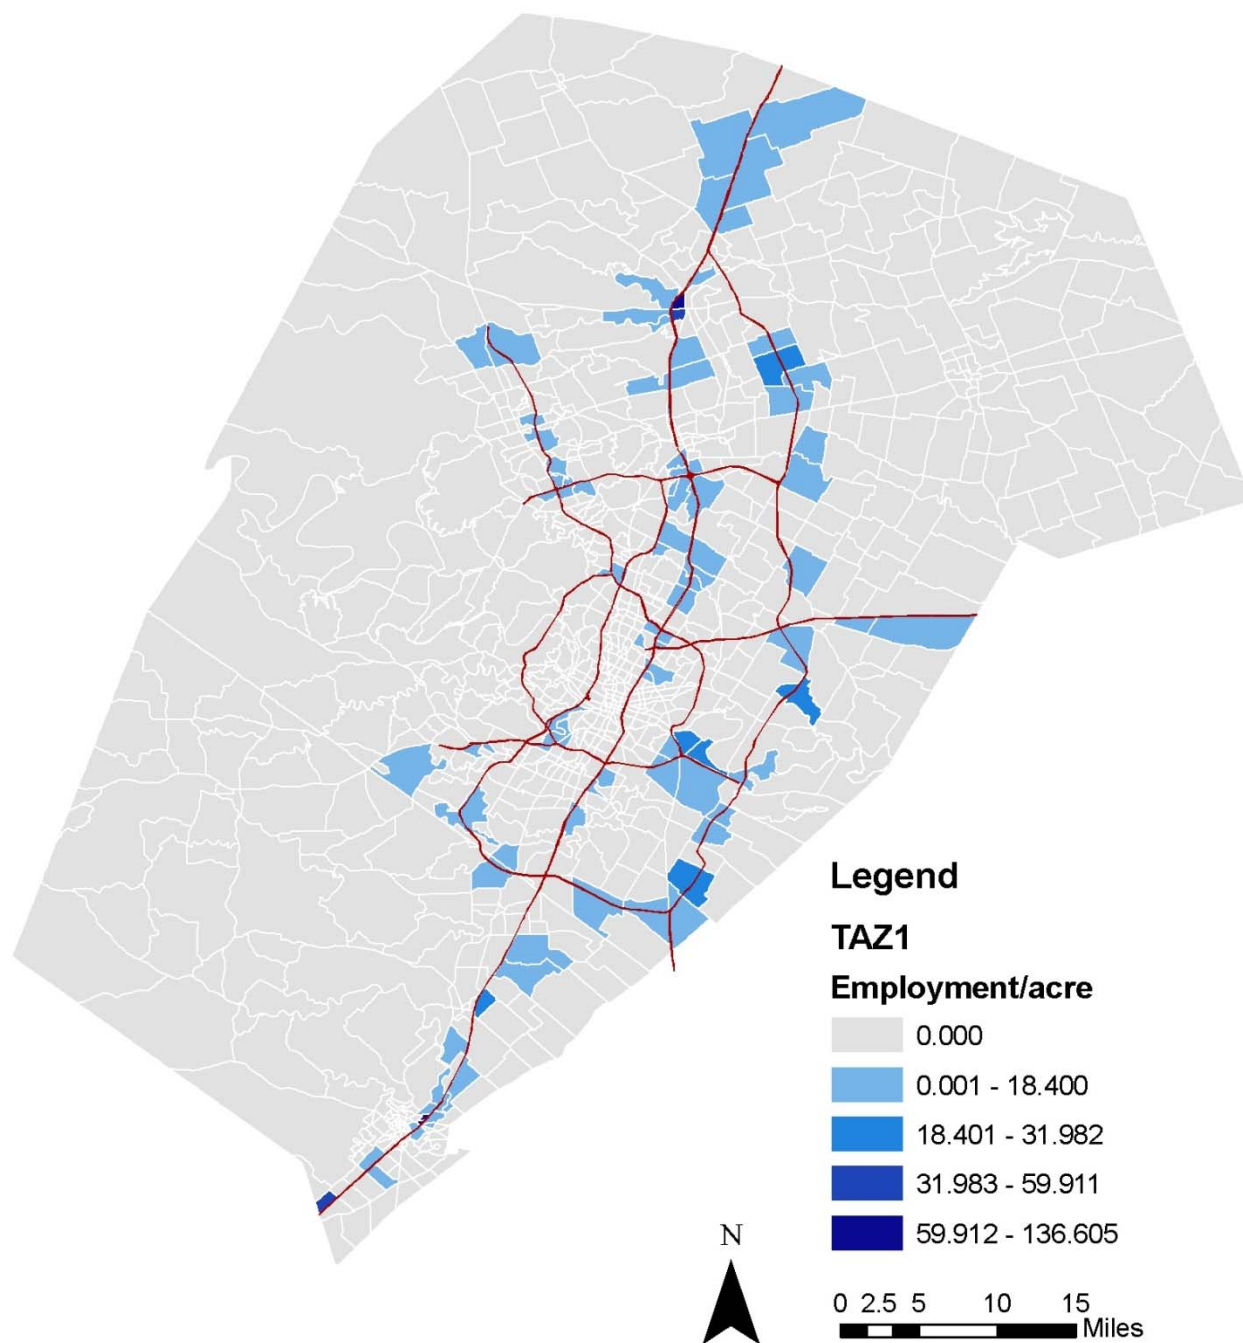 Legend
TAZ1
Employment/acre
0.000
0.001 - 18.400
18.401 - 31.982
31.983 - 59.911
59.912 - 136.605
N
0 2.5 5 10 15
Miles